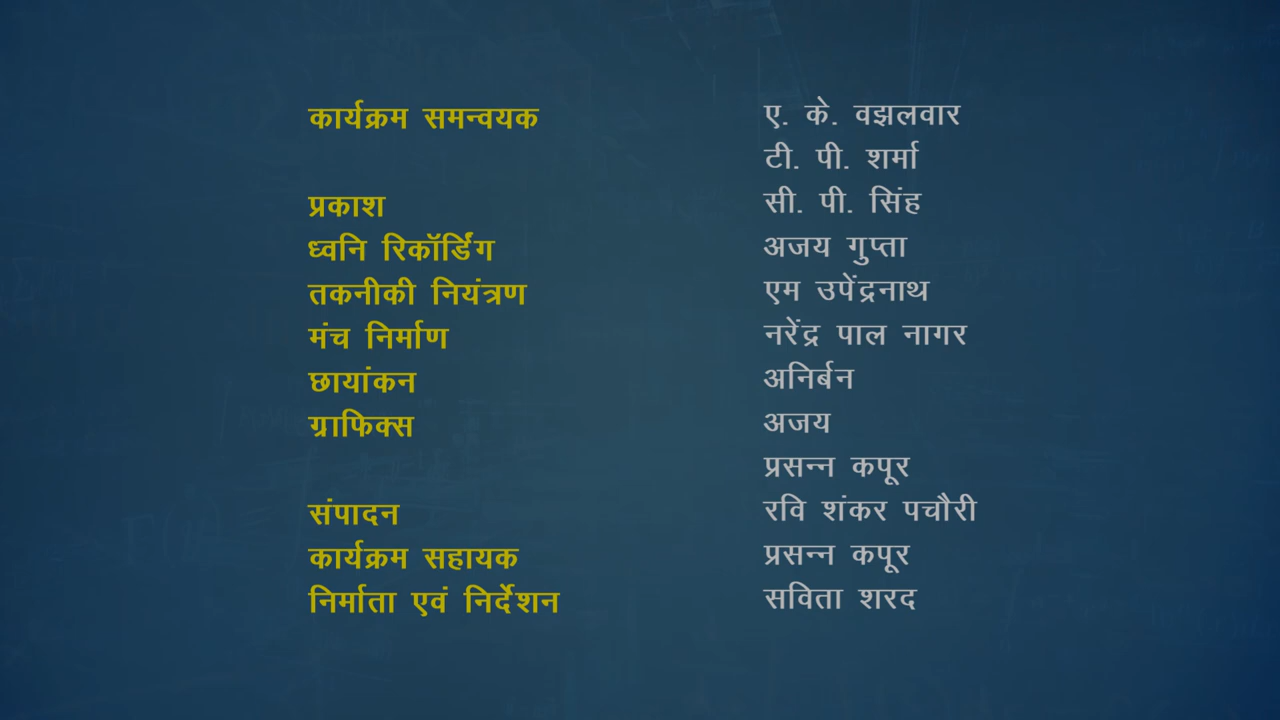 कार्यक्रम समन्वयक ए. के. वझलवार
टी. पी. शर्मा
प्रकाश सी. पी. सिंह
ध्वनि रिकॉर्डिंग अजय गुप्ता
तकनीकी नियंत्रण एम उपेंद्रनाथ
मंच निर्माण नरेंद्र पाल नागर
छायांकन अनिर्बन
ग्राफिक्स अजय
प्रसन्न कपूर
संपादन रवि शंकर पचौरी
कार्यक्रम सहायक प्रसन्न कपूर
निर्माता एवं निर्देशन सविता शरद